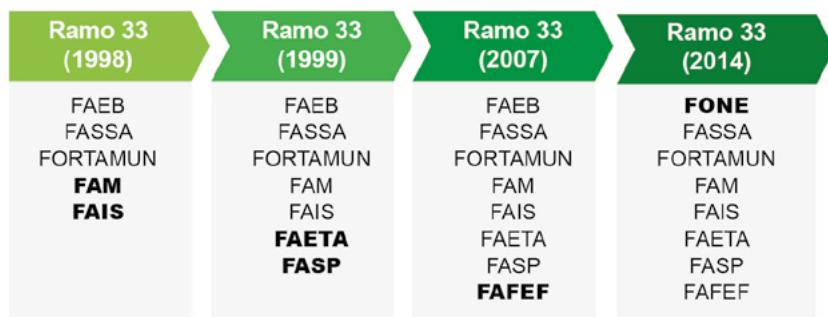 Ramo 33
(1998)
FAEB
FASSA
FORTAMUN
FAM
FAIS
Ramo 33
(1999)
FAEB
FASSA
FORTAMUN
FAM
FAIS
FAETA
FASP
Ramo 33
(2007)
FAEB
FASSA
FORTAMUN
FAM
FAIS
FAETA
FASP
FAFEF
Ramo 33
(2014)
FONE
FASSA
FORTAMUN
FAM
FAIS
FAETA
FASP
FAFEF